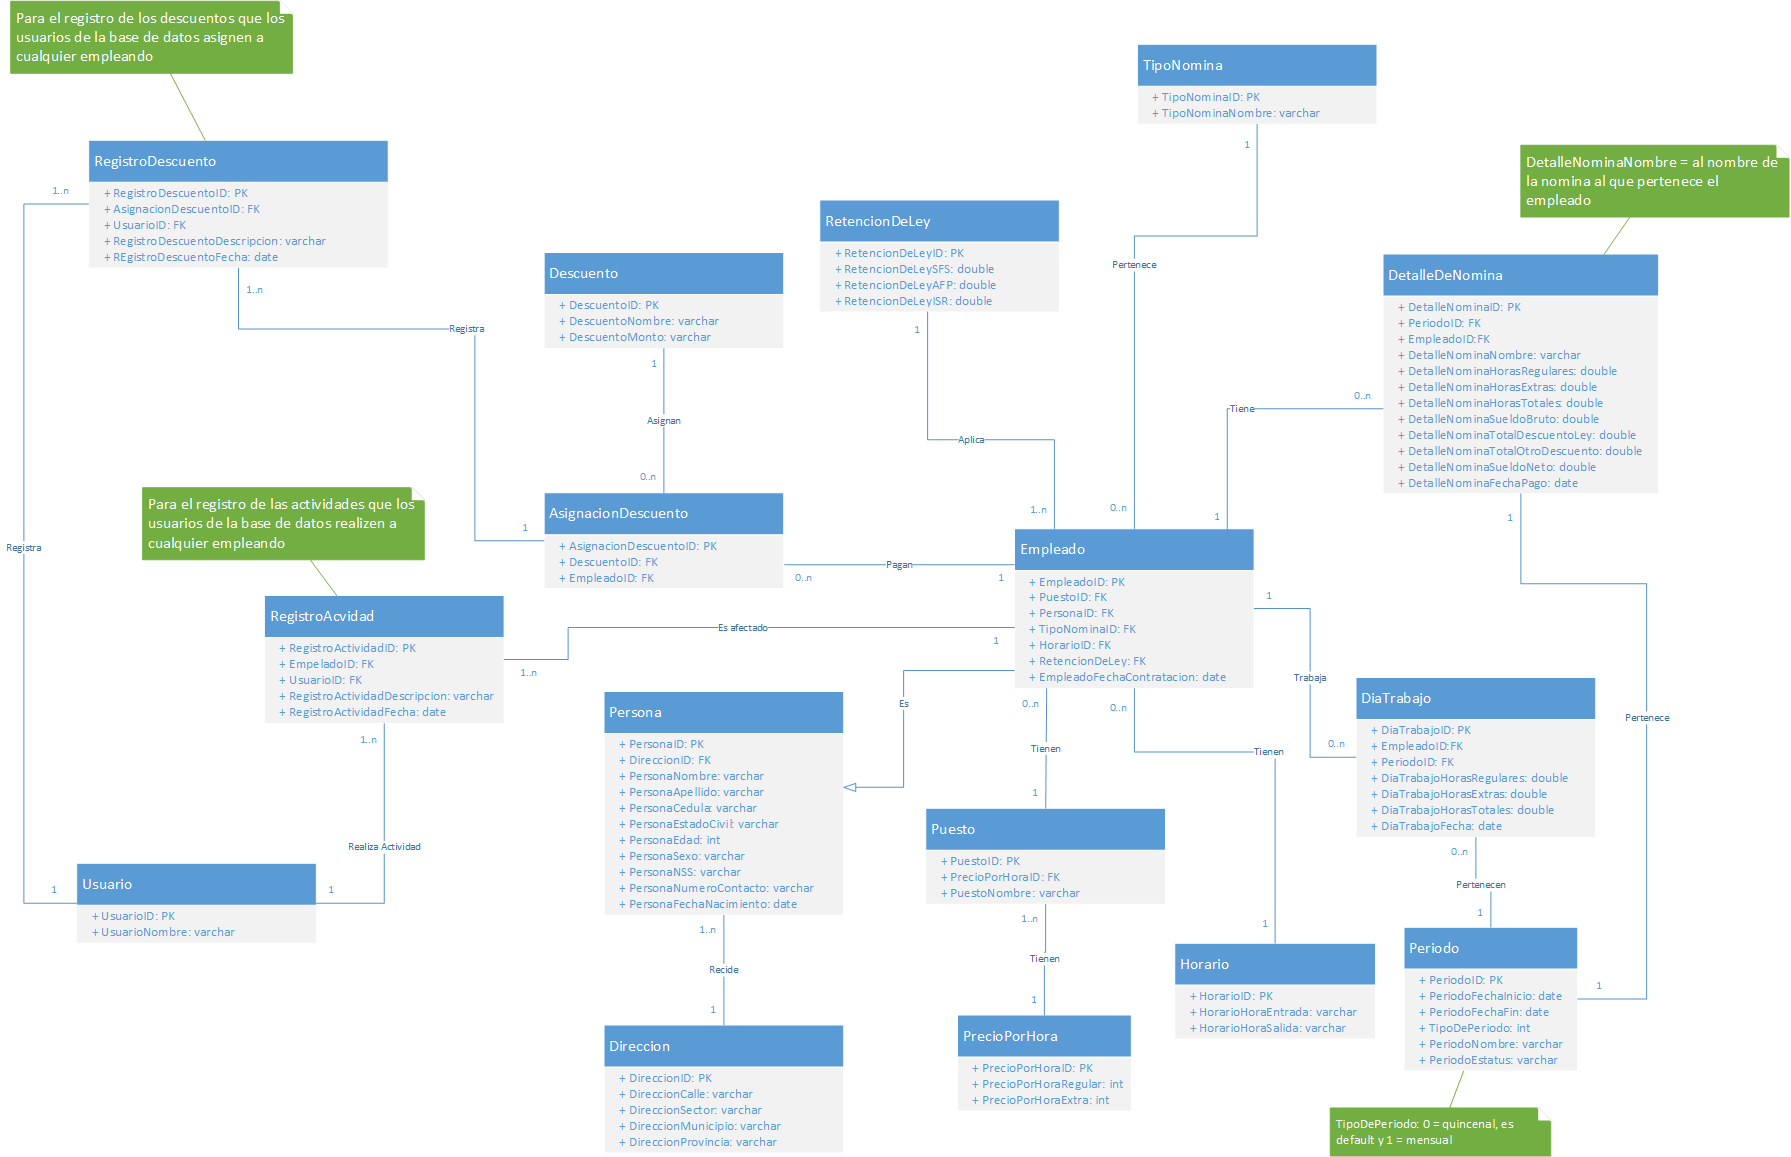 Para el registro de los descuentos que los
usuarios de la base de datos asignen a
cualquier empleando
RegistroDescuento
+ RegistroDescuentoID: PK
+ AsignacionDescuentoID: FK
+ UsuarioID: FK
+ RegistroDescuentoDescripcion: varchar
+ REgistroDescuentoFecha: date
1..n
1..n
Registra
Registra
1
1
TipoNomina
+ TipoNominaID: PK
+ TipoNominaNombre: varchar
1
Pertenece
0..n
DetalleNominaNombre = al nombre de
la nomina al que pertenece el
empleado
RetencionDeLey
+ RetencionDeLeyID: PK
+ RetencionDeLeySFS: double
+ RetencionDeLeyAFP: double
+ RetencionDeLeyISR: double
1
Aplica
1..n
Descuento
+ DescuentoID: PK
+ DescuentoNombre: varchar
+ DescuentoMonto: varchar
1
Asignan
0..n
DetalleDeNomina
+ DetalleNominaID: PK
+ PeriodoID: FK
+ EmpleadoID:FK
+ DetalleNominaNombre: varchar
+ DetalleNominaHorasRegulares: double
+ DetalleNominaHorasExtras: double
+ DetalleNominaHorasTotales: double
+ DetalleNominaSueldoBruto: double
+ DetalleNominaTotalDescuentoLey: double
+ DetalleNominaTotalOtroDescuento: double
+ DetalleNominaSueldoNeto: double
+ DetalleNominaFechaPago: date
0..n
Tiene
1
1
Pertenece
1
AsignacionDescuento
+ AsignacionDescuentoID: PK
+ DescuentoID: FK
+ EmpleadoID: FK
0..n
Pagan
1
Empleado
+ EmpleadoID: PK
+ PuestoID: FK
+ PersonaID: FK
+ TipoNominaID: FK
+ HorarioID: FK
+ RetencionDeLey: FK
+ EmpleadoFechaContratacion: date
Para el registro de las actividades que los
usuarios de la base de datos realizen a
cualquier empleando
RegistroAcvidad
+ RegistroActividadID: PK
+ EmpeladoID: FK
+ UsuarioID: FK
+ RegistroActividadDescripcion: varchar
+ RegistroActividadFecha: date
1..n
Es afectado
1
1..n
Realiza Actividad
1
Usuario
+ UsuarioID: PK
+ UsuarioNombre: varchar
Es
Persona
+ PersonaID: PK
+ DireccionID: FK
+ PersonaNombre: varchar
+ PersonaApellido: varchar
+ PersonaCedula: varchar
+ PersonaEstadoCivil: varchar
+ PersonaEdad: int
+ PersonaSexo: varchar
+ PersonaNSS: varchar
+ PersonaNumeroContacto: varchar
+ PersonaFechaNacimiento: date
1..n
Recide
1
Direccion
+ DireccionID: PK
+ DireccionCalle: varchar
+ DireccionSector: varchar
+ DireccionMunicipio: varchar
+ DireccionProvincia: varchar
0..n
Tienen
1
Puesto
+ PuestoID: PK
+ PrecioPorHoraID: FK
+ PuestoNombre: varchar
1..n
Tienen
1
PrecioPorHora
+ PrecioPorHoraID: PK
+ PrecioPorHoraRegular: int
+ PrecioPorHoraExtra: int
0..n
Tienen
1
Horario
+ HorarioID: PK
+ HorarioHoraEntrada: varchar
+ HorarioHoraSalida: varchar
1
Trabaja
0..n
DiaTrabajo
+ DiaTrabajoID: PK
+ EmpleadoID:FK
+ PeriodoID: FK
+ DiaTrabajoHorasRegulares: double
+ DiaTrabajoHorasExtras: double
+ DiaTrabajoHorasTotales: double
+ DiaTrabajoFecha: date
0..n
Pertenecen
1
Periodo
+ PeriodoID: PK
+ PeriodoFechaInicio: date
+ PeriodoFechaFin: date
+ TipoDePeriodo: int
+ PeriodoNombre: varchar
+ PeriodoEstatus: varchar
TipoDePeriodo: 0 = quincenal, es
default y 1 = mensual